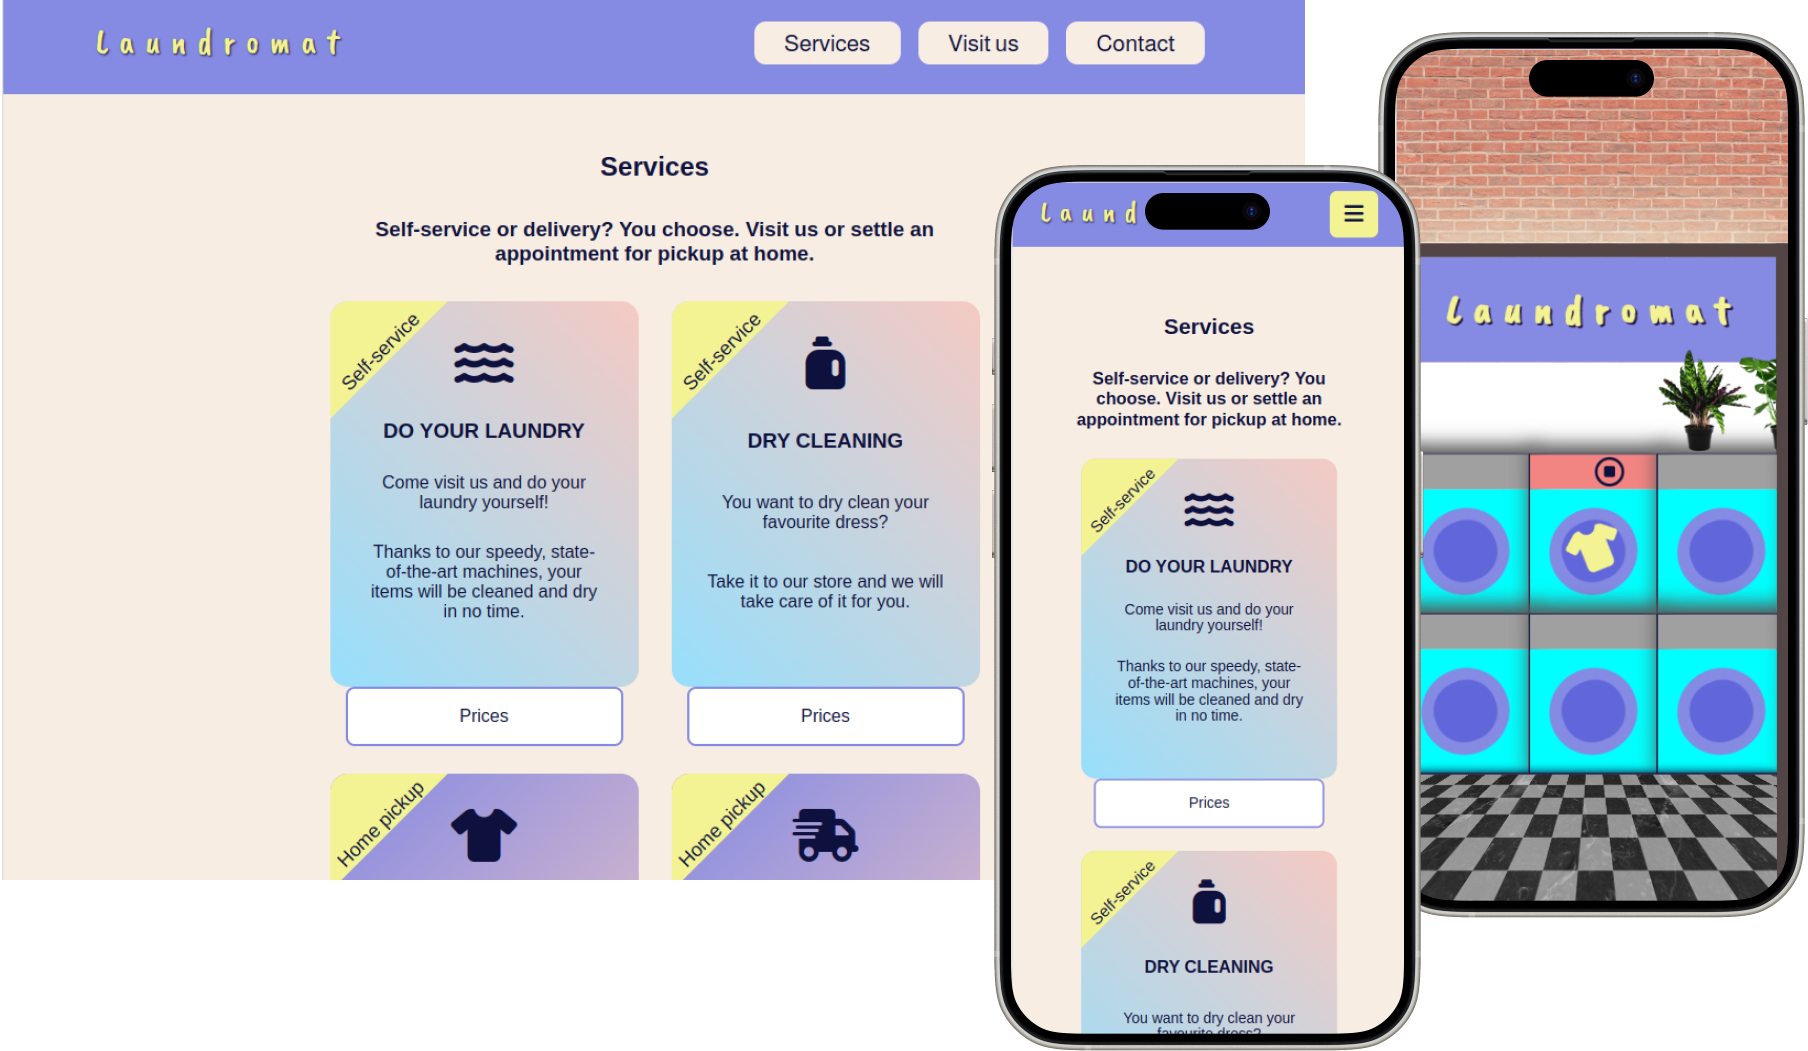 Laundromat
Services
Visit us
Contact
Services
Self-service or delivery? You choose. Visit us or settle an
appointment for pickup at home.
Self-service
DO YOUR LAUNDRY
Come visit us and do your
laundry yourself!
Thanks to our speedy, state-
of-the-art machines, your
items will be cleaned and dry
in no time.
Prices
Self-service
DRY CLEANING
You want to dry clean your
favourite dress?
Take it to our store and we will
take care of it for you.
Prices
Home pickup
Home pickup
Laund
Services
Self-service or delivery? You
choose. Visit us or settle an
appointment for pickup at home.
Self-service
DO YOUR LAUNDRY
Come visit us and do your
laundry yourself!
Thanks to our speedy, state-
of-the-art machines, your
items will be cleaned and dry
in no time.
Prices
Self-service
DRY CLEANING
You want to dry clean your
favourite dress?
Laundromat